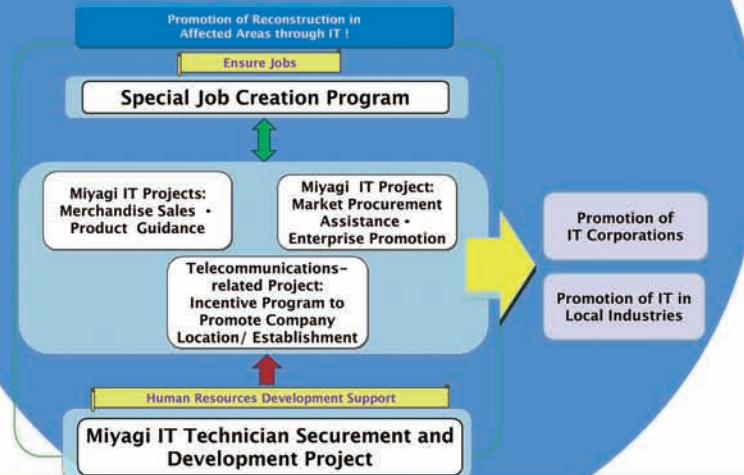 Promotion of Reconstruction in
Affected Areas through IT !
Ensure Jobs
Special Job Creation Program
Miyagi IT Projects:
Merchandise Sales ・
Product Guidance
Miyagi IT Project:
Market Procurement
Assistance ・
Enterprise Promotion
Telecommunications-
related Project:
Incentive Program to
Promote Company
Location/ Establishment
Promotion of
IT Corporations
Promotion of IT in
Local Industries
Human Resources Development Support
Miyagi IT Technician Securement and
Development Project